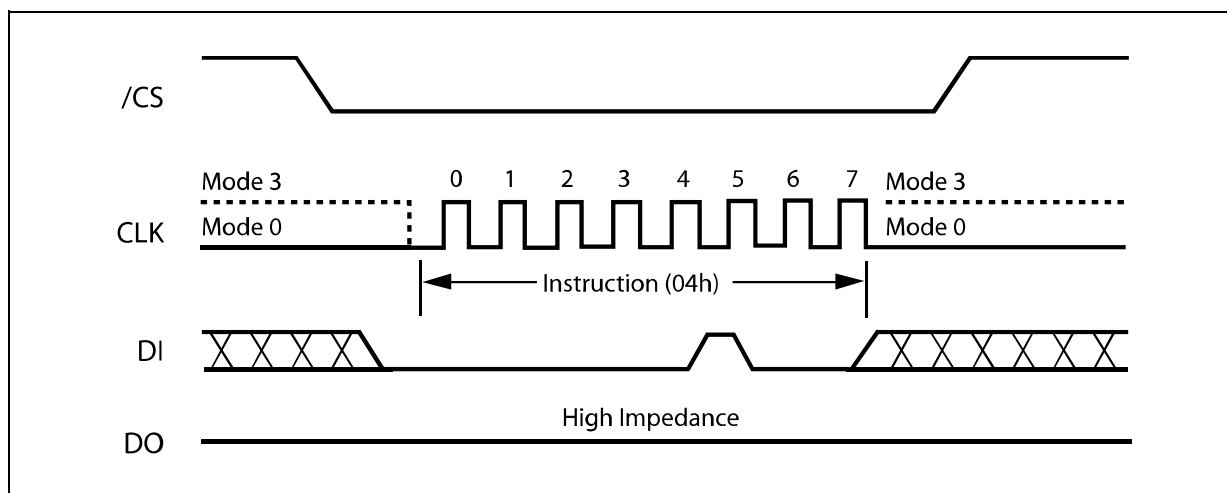 /CS
Mode 3
0 1 2 3 4 5 6 7
Mode 3
CLK
Mode 0
Mode 0
Instruction (04h)
DI
High Impedance
DO